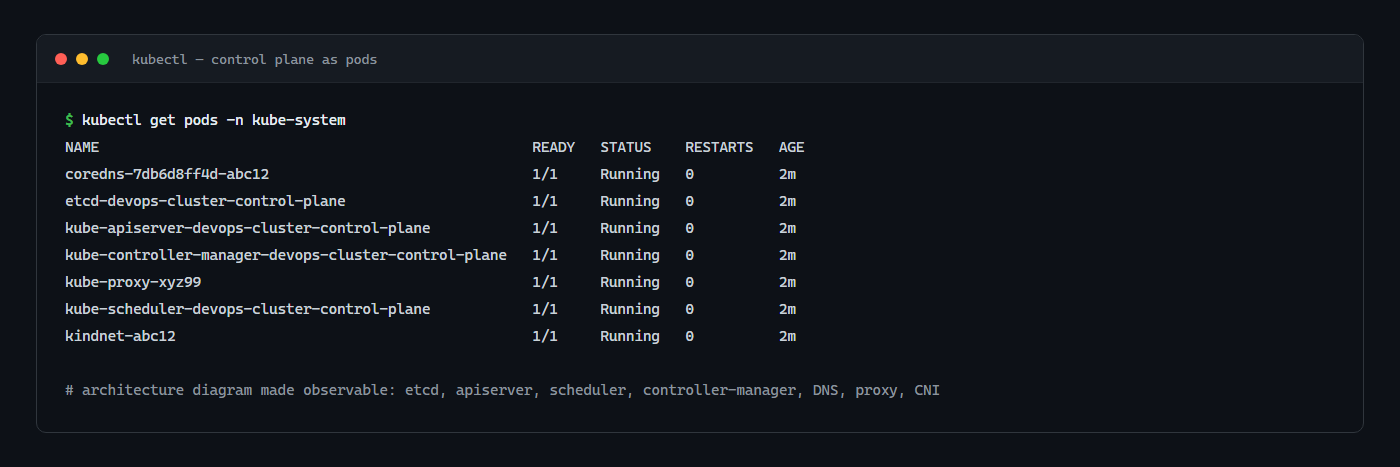 kubectl — control plane as pods
$ kubectl get pods -n kube-system
NAME READY STATUS RESTARTS AGE
coredns-7db6d8ff4d-abc12 1/1 Running 0 2m
etcd-devops-cluster-control-plane 1/1 Running 0 2m
kube-apiserver-devops-cluster-control-plane 1/1 Running 0 2m
kube-controller-manager-devops-cluster-control-plane 1/1 Running 0 2m
kube-proxy-xyz99 1/1 Running 0 2m
kube-scheduler-devops-cluster-control-plane 1/1 Running 0 2m
kindnet-abc12 1/1 Running 0 2m
# architecture diagram made observable: etcd, apiserver, scheduler, controller-manager, DNS, proxy, CNI